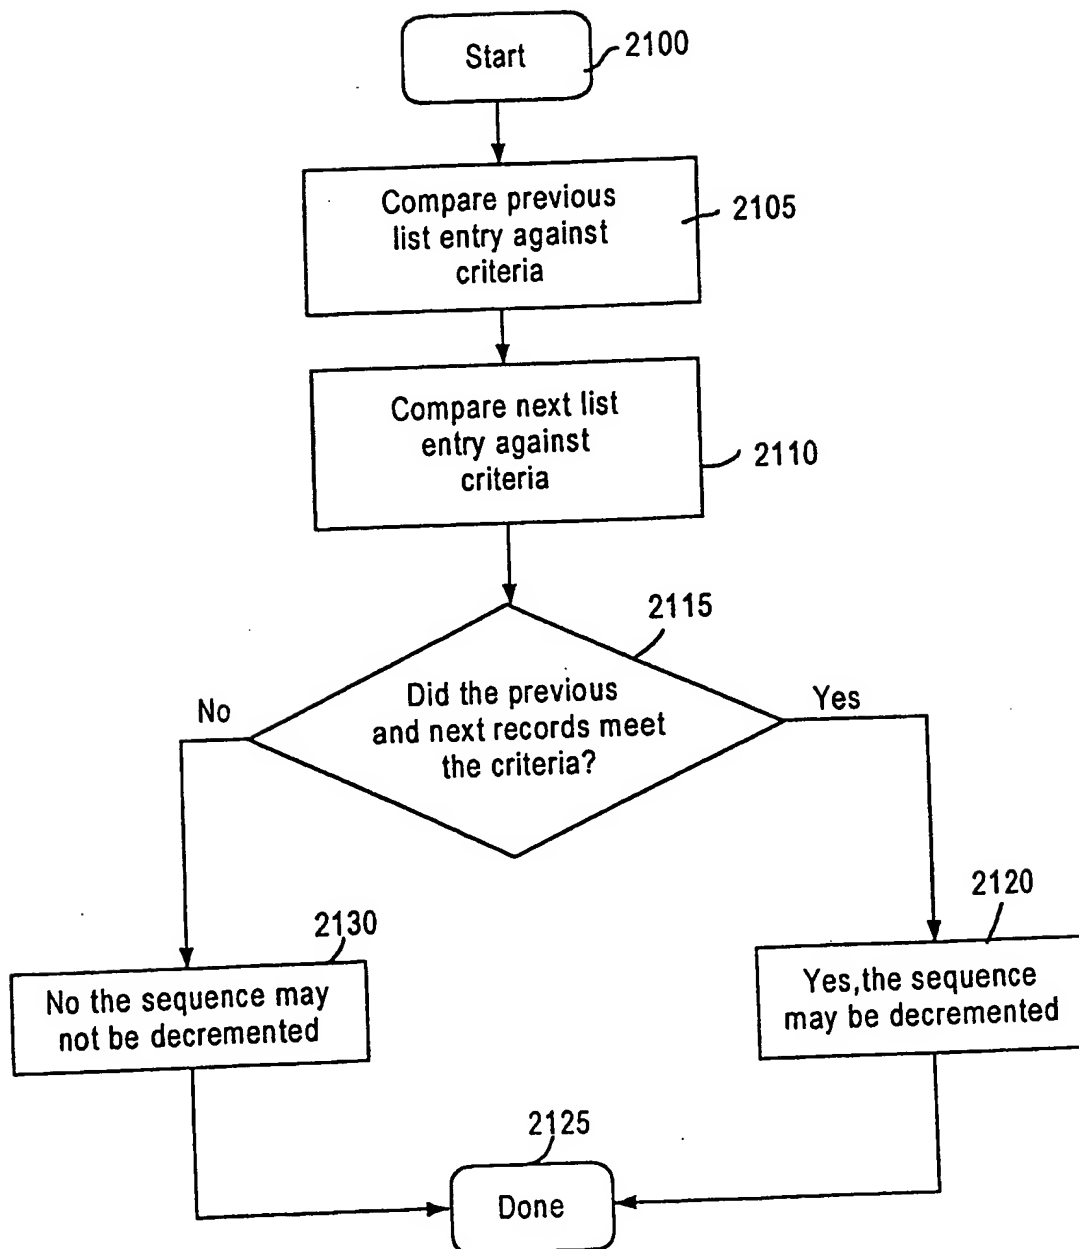 Start
2100
Compare previous
list entry against
criteria
2105
Compare next list
entry against
criteria
2110
2115
Did the previous
and next records meet
the criteria?
No
Yes
2130
No the sequence may
not be decremented
2120
Yes,the sequence
may be decremented
2125
Done